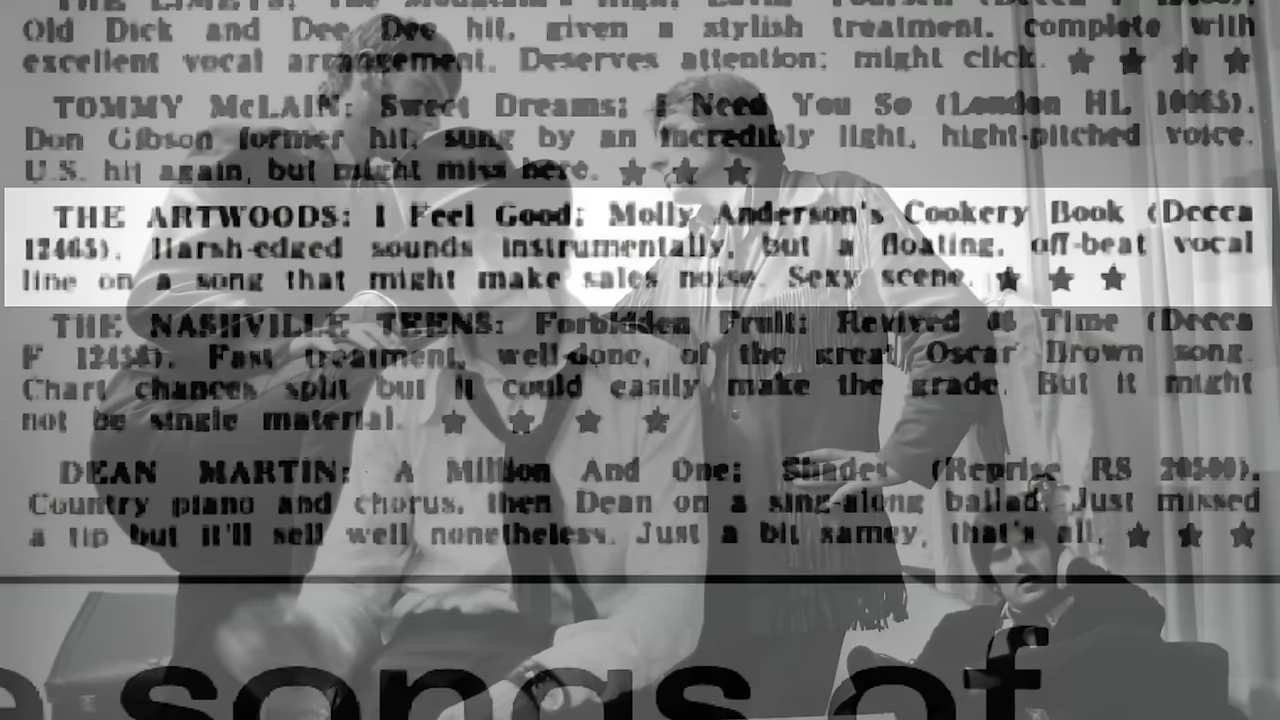 Old Dick and Dee Dee hit, given a stylish treatment, complete with
excellent vocal arrangement. Deserves attention; might click. ★ ★ ★ ★
TOMMY McLAIN: Sweet Dreams; I Need You So (London HL 10065).
Don Gibson former hit, sung by an incredibly light, hight-pitched voice.
U.S. hit again, but might miss here. ★ ★ ★
THE ARTWOODS: I Feel Good; Molly Anderson's Cookery Book (Decca
12465). Harsh-edged sounds instrumentally, but a floating, off-beat vocal
line on a song that might make sales noise. Sexy scene. ★ ★ ★
THE NASHVILLE TEENS: Forbidden Fruit; Revived Time (Decca
F 12458). Fast treatment, well-done, of the great Oscar Brown song.
Chart chances split but it could easily make the grade. But it might
not be single material. ★ ★ ★ ★
DEAN MARTIN: A Million And One; Shades (Reprise RS 20500).
Country piano and chorus, then Dean on a sing-along ballad. Just missed
a tip but it'll sell well nonetheless. Just a bit samey, that's all. ★ ★ ★
songs of